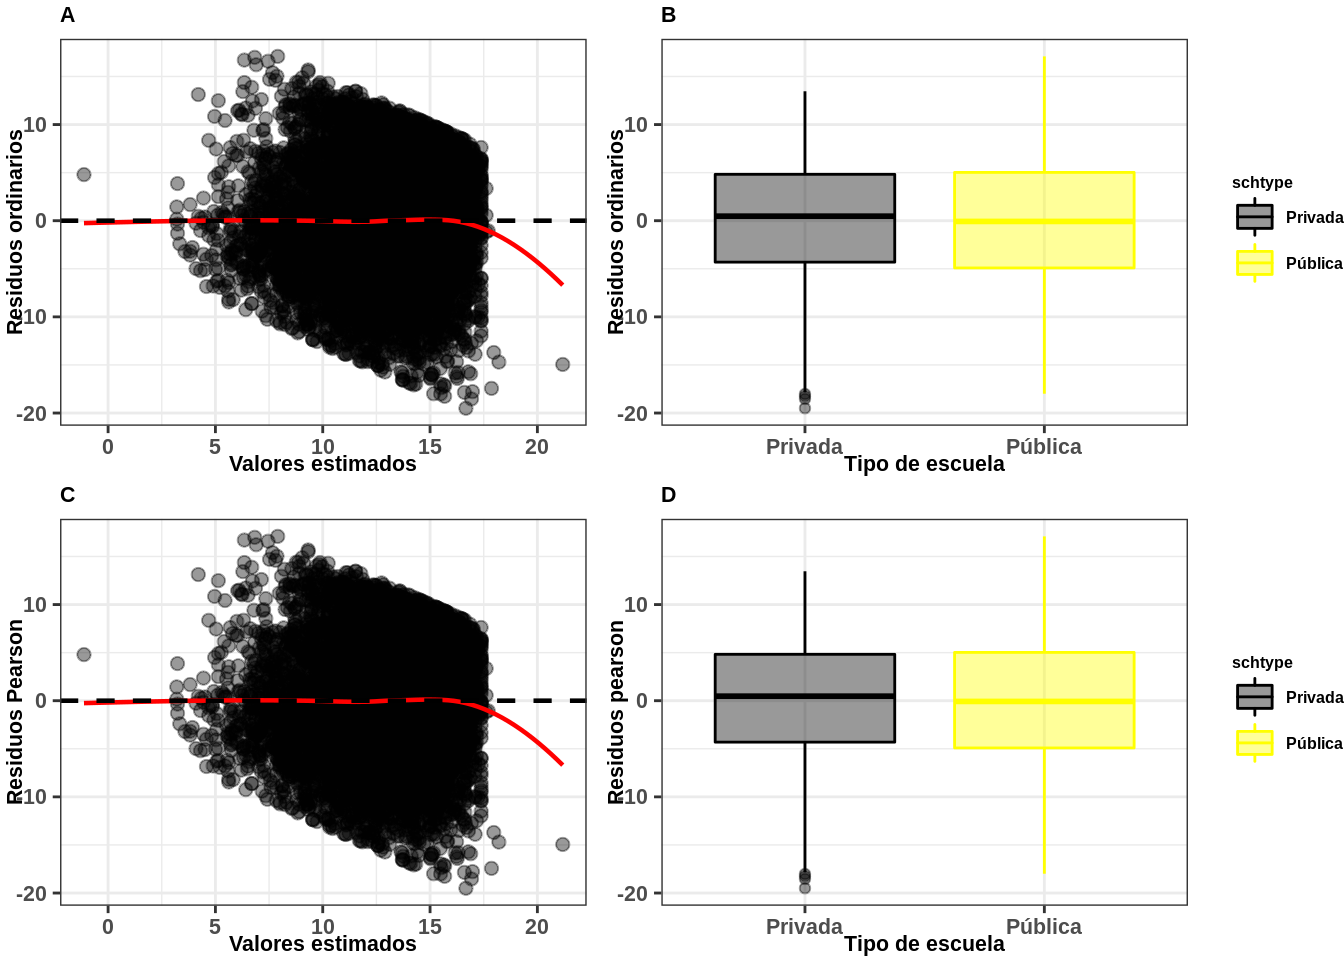 A
Residuos ordinarios
10
0
-10
-20
0 5 10 15 20
Valores estimados
B
Residuos ordinarios
10
0
-10
-20
Privada Pública
Tipo de escuela
schtype
Privada
Pública
C
Residuos Pearson
10
0
-10
-20
0 5 10 15 20
Valores estimados
D
Residuos pearson
10
0
-10
-20
Privada Pública
Tipo de escuela
schtype
Privada
Pública